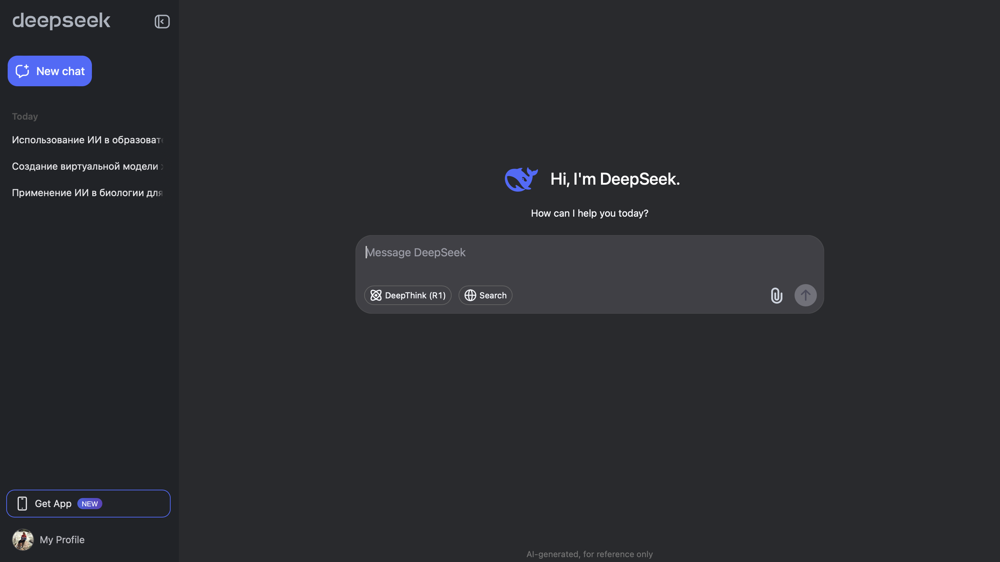 deepseek
New chat
Today
Использование ИИ в
Создание виртуальной модели
Применение ИИ в биологии для
Hi, I'm DeepSeek.
How can I help you today?
Message DeepSeek
DeepThink (R1)
Search
Get App NEW
My Profile
AI-generated, for reference only